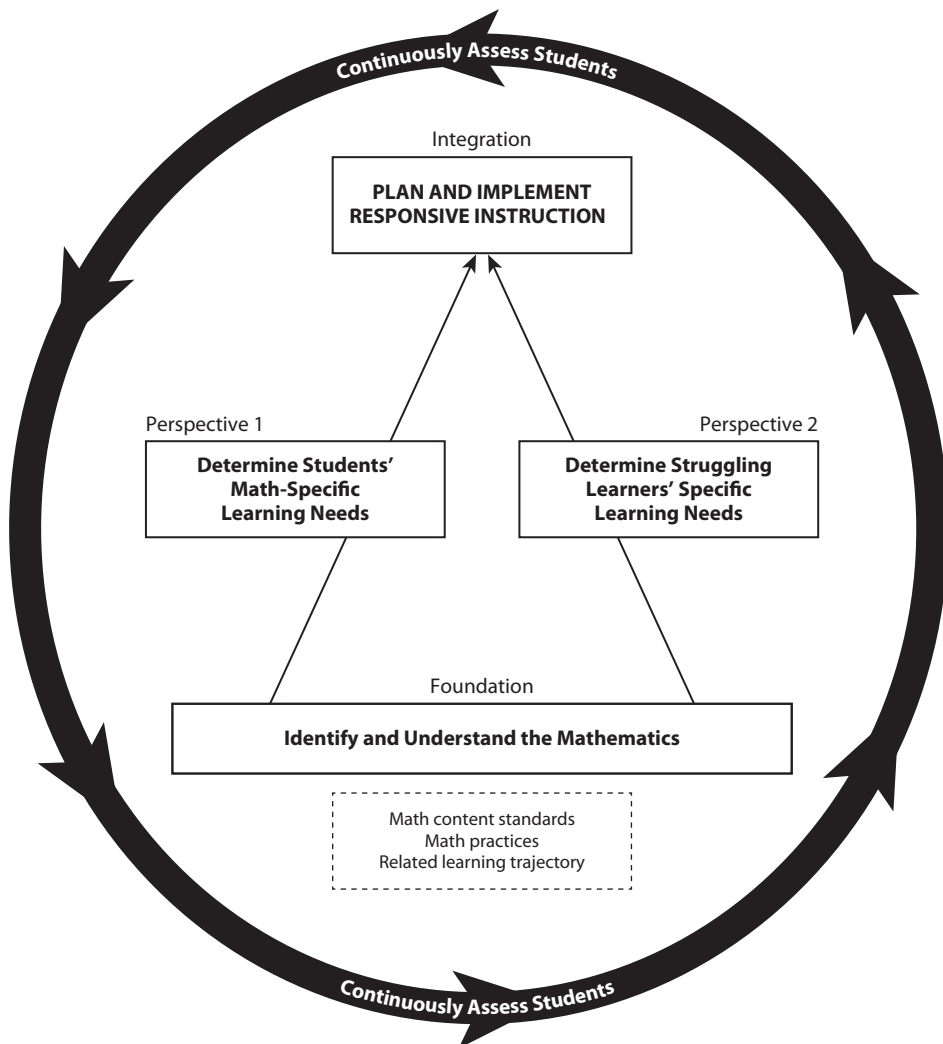 Continuously Assess Students
Integration
PLAN AND IMPLEMENT
RESPONSIVE INSTRUCTION
Perspective 1
Determine Students’
Math-Specific
Learning Needs
Perspective 2
Determine Struggling
Learners’ Specific
Learning Needs
Foundation
Identify and Understand the Mathematics
Math content standards
Math practices
Related learning trajectory
Continuously Assess Students